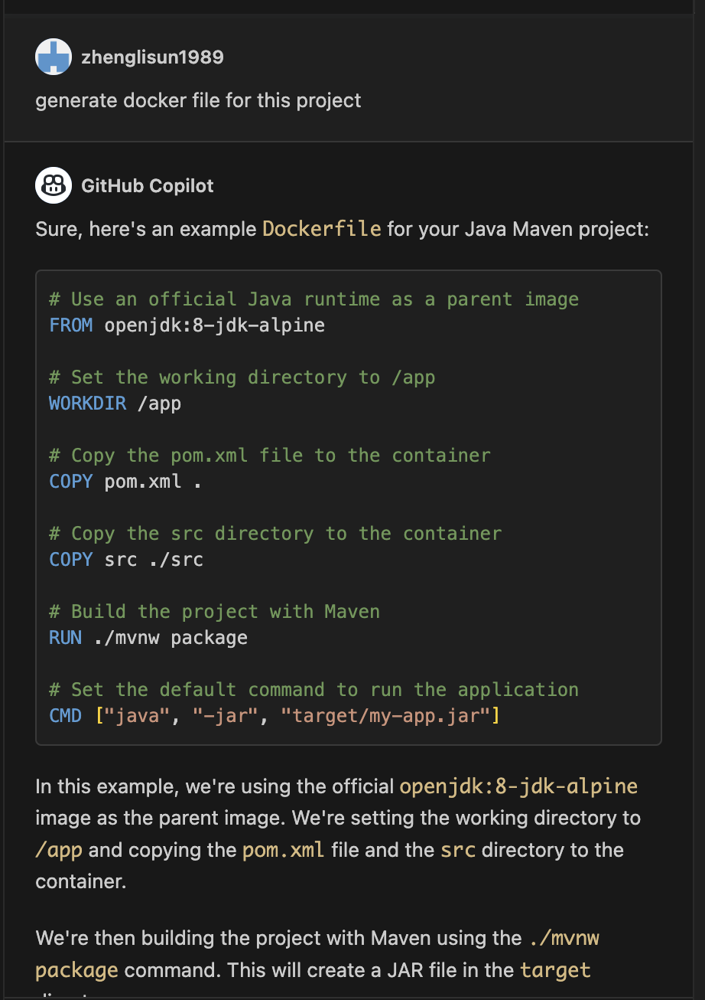 zhenglisun1989
generate docker file for this project
GitHub Copilot
Sure, here's an example Dockerfile for your Java Maven project:
# Use an official Java runtime as a parent image
FROM openjdk:8-jdk-alpine
# Set the working directory to /app
WORKDIR /app
# Copy the pom.xml file to the container
COPY pom.xml .
# Copy the src directory to the container
COPY src ./src
# Build the project with Maven
RUN ./mvnw package
# Set the default command to run the application
CMD ["java", "-jar", "target/my-app.jar"]
In this example, we're using the official openjdk:8-jdk-alpine
image as the parent image. We're setting the working directory to
/app and copying the pom.xml file and the src directory to the
container.
We're then building the project with Maven using the ./mvnw
package command. This will create a JAR file in the target